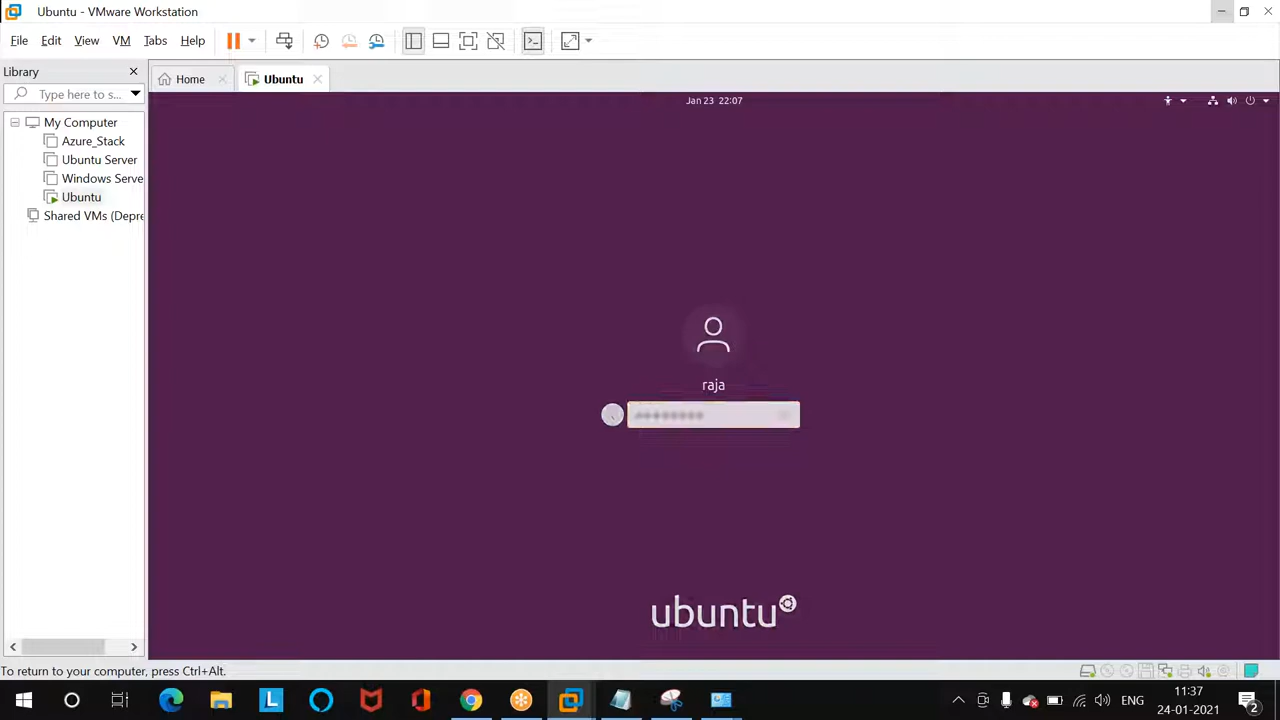 Ubuntu - VMware Workstation
File Edit View VM Tabs Help
Library
Home
Ubuntu
Type here to s...
My Computer
Azure_Stack
Ubuntu Server
Windows Serve
Ubuntu
Shared VMs (Depre
Jan 23 22:07
raja
ubuntu
To return to your computer, press Ctrl+Alt.
L
ENG
11:37
24-01-2021
2